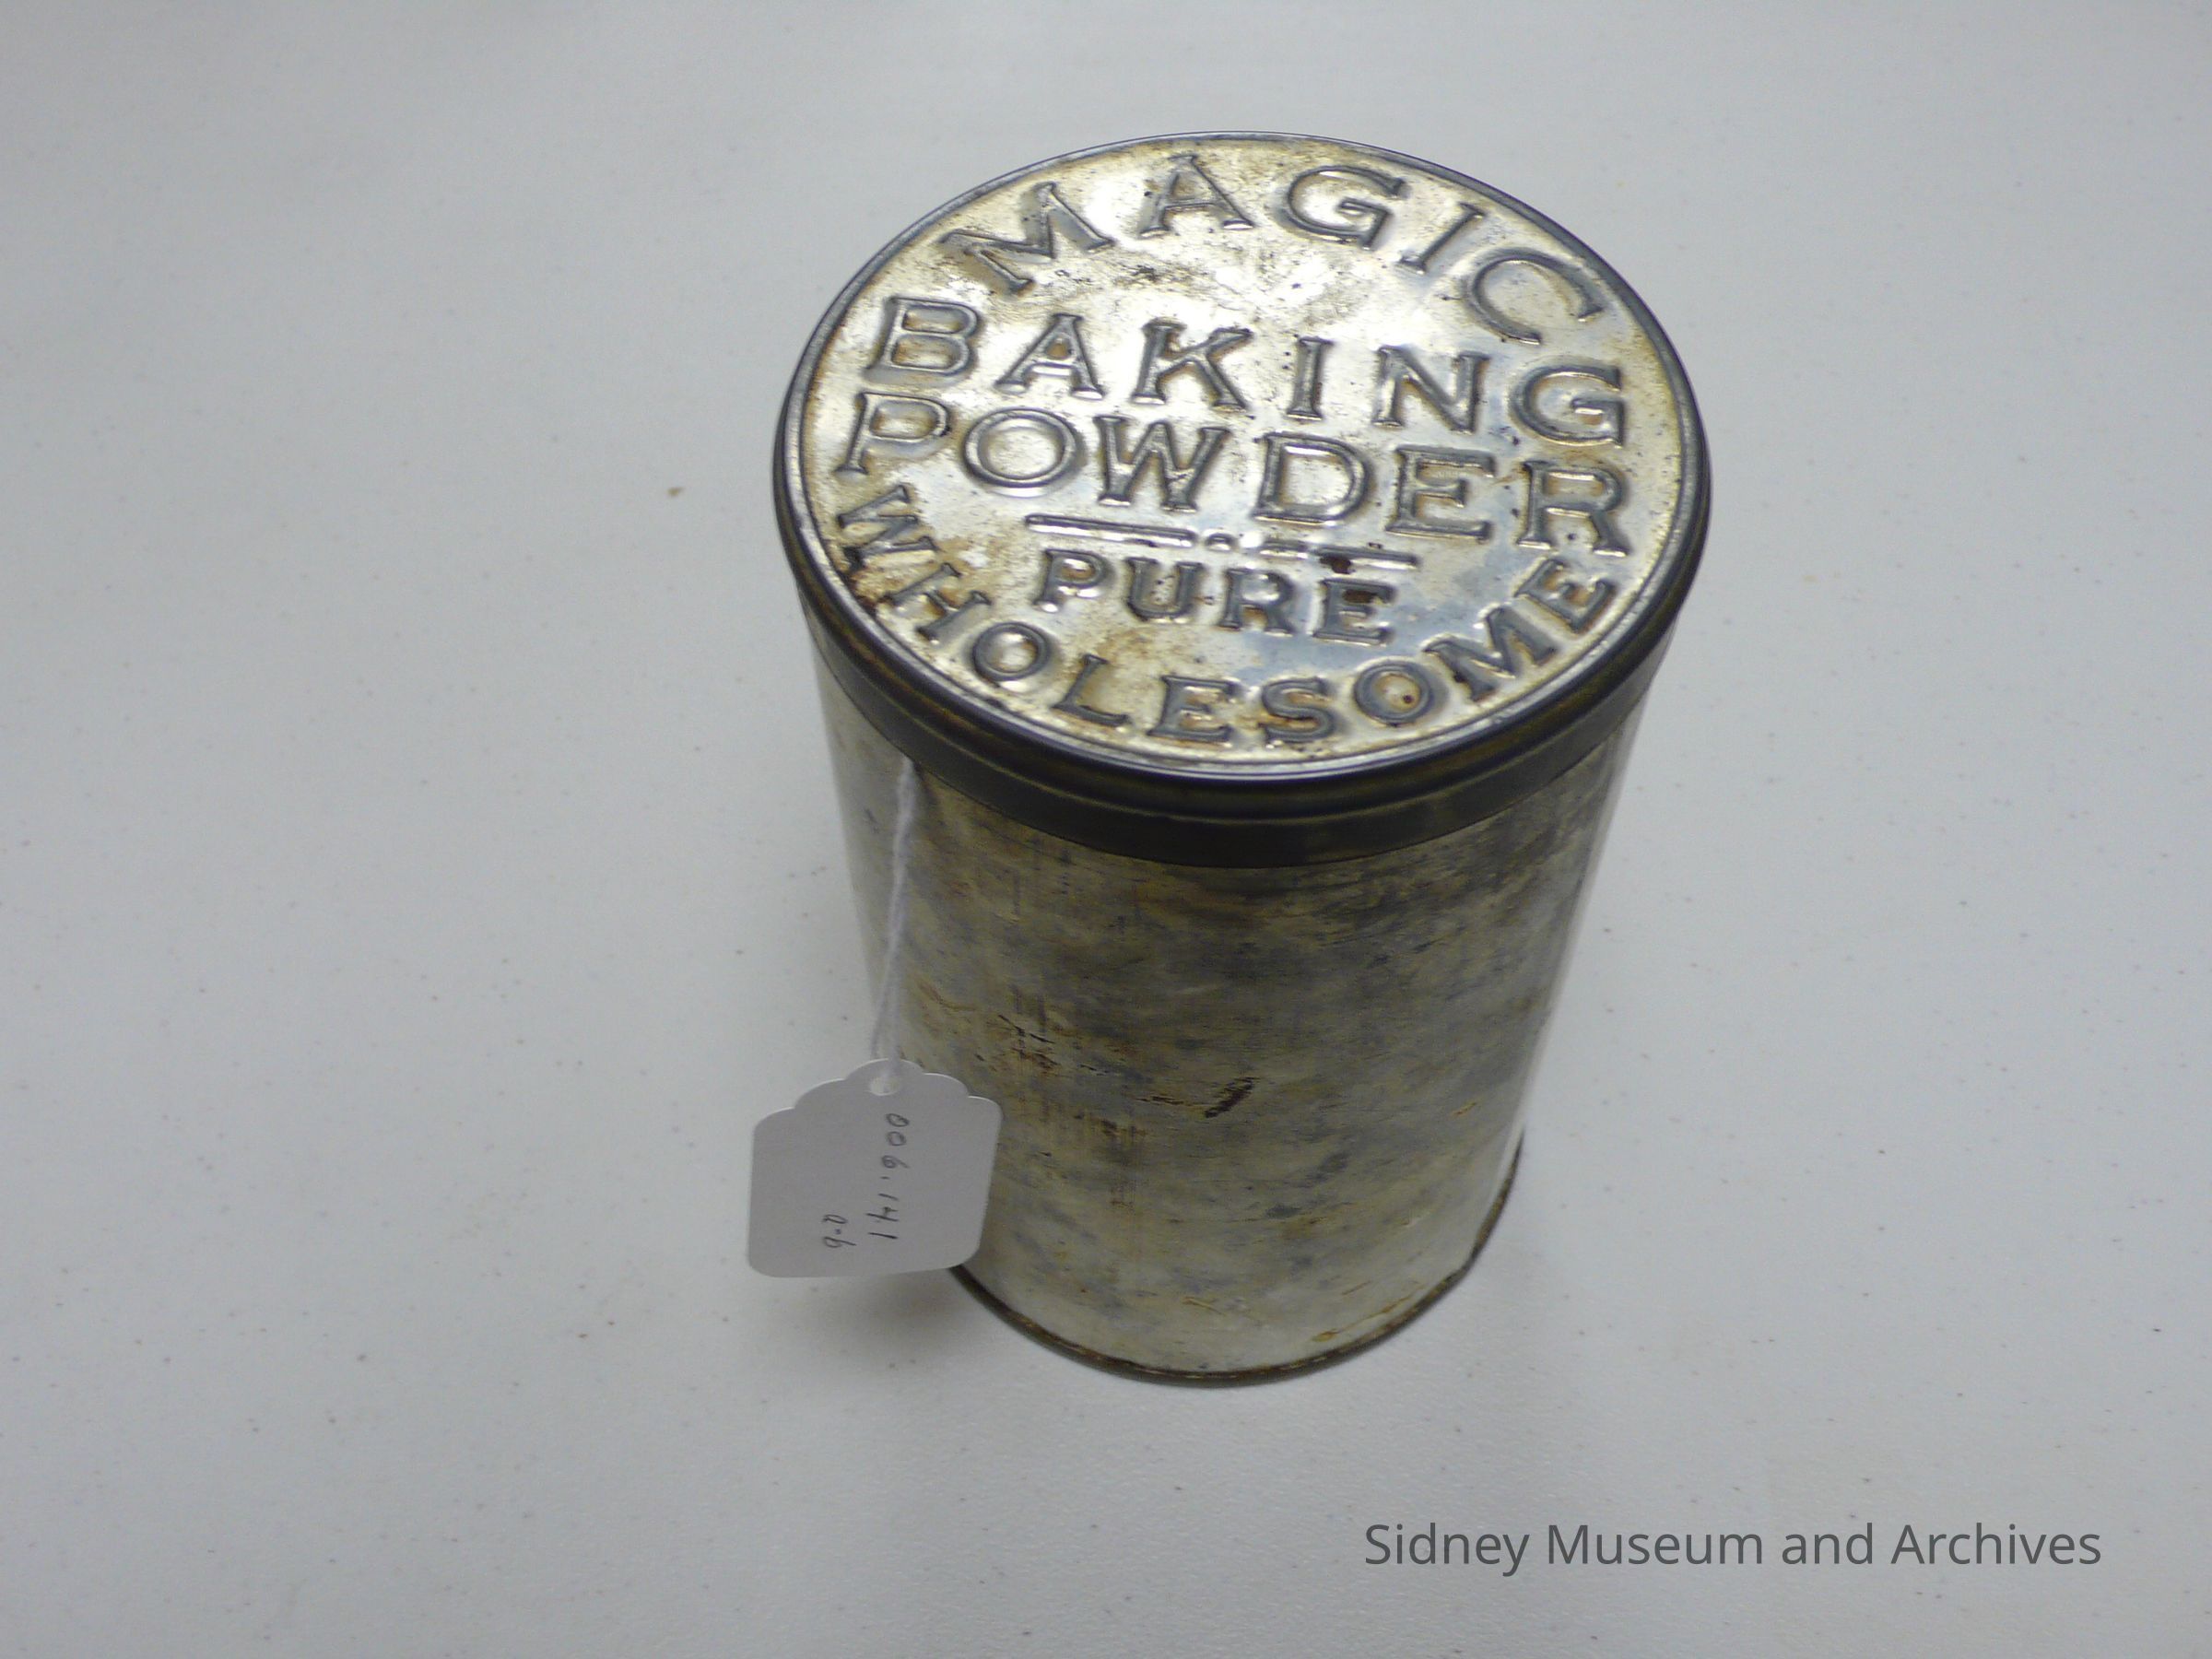 MAGIC
BAKING
POWDER
PURE
WHOLESOME
006.141
a-b
Sidney Museum and Archives